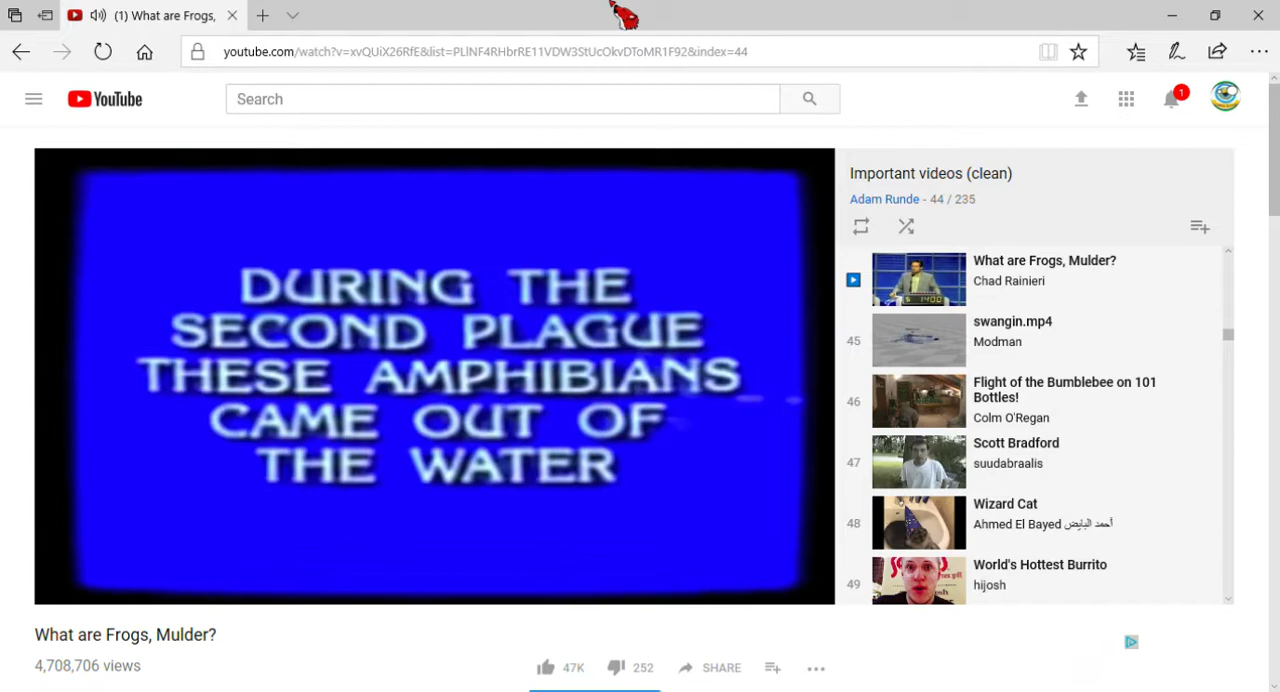 (1) What are Frogs,
youtube.com/watch?v=xvQUiX26RfE&list=PLlNF4RHbrRE11VDW3StUcOkvDToMR1F92&index=44
YouTube
Search
1
DURING THE
SECOND PLAGUE
THESE AMPHIBIANS
CAME OUT OF
THE WATER
Important videos (clean)
Adam Runde - 44 / 235
What are Frogs, Mulder?
Chad Rainieri
$ 1400
45
swangin.mp4
Modman
46
Flight of the Bumblebee on 101
Bottles!
Colm O'Regan
47
Scott Bradford
suudabraalis
48
Wizard Cat
Ahmed El Bayed أحمد البايض
49
World's Hottest Burrito
hijosh
What are Frogs, Mulder?
4,708,706 views
47K
252
SHARE